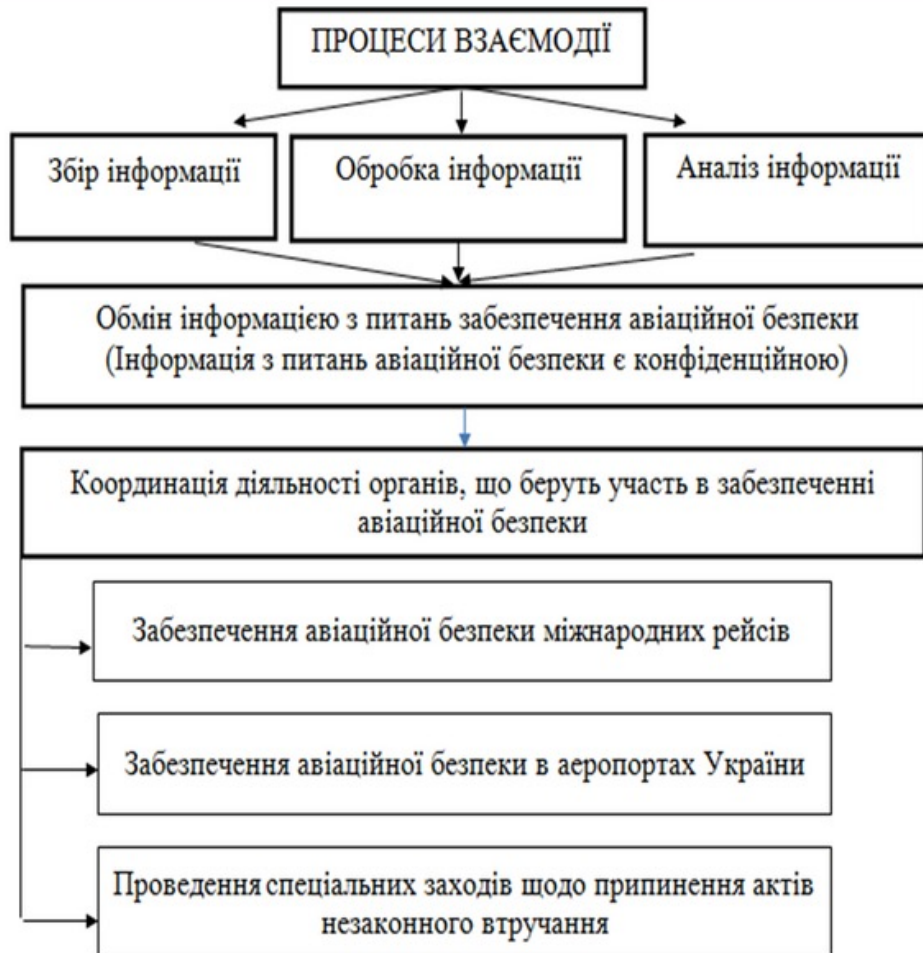 ПРОЦЕСИ ВЗАЄМОДІЇ
Збір інформації
Обробка інформації
Аналіз інформації
Обмін інформацією з питань забезпечення авіаційної безпеки
(Інформація з питань авіаційної безпеки є конфіденційною)
Координація діяльності органів, що беруть участь в забезпеченні
авіаційної безпеки
Забезпечення авіаційної безпеки міжнародних рейсів
Забезпечення авіаційної безпеки в аеропортах України
Проведення спеціальних заходів щодо припинення актів
незаконного втручання